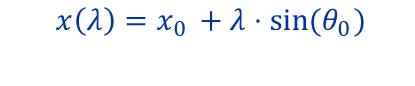 x(λ) = x₀ + λ · sin(θ₀)